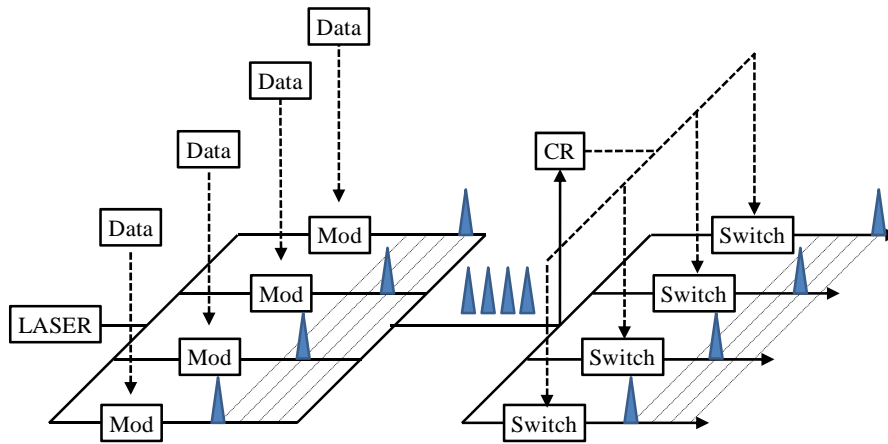 Data
Data
Data
Data
CR
Mod
Switch
Mod
Switch
LASER
Mod
Switch
Mod
Switch